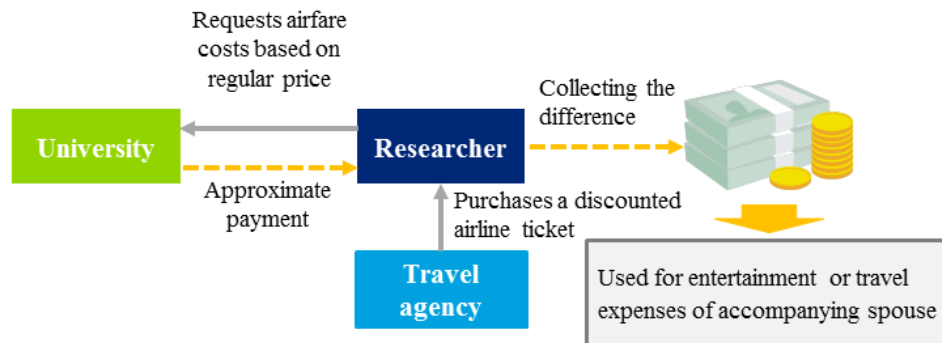 Requests airfare
costs based on
regular price
University
Researcher
Approximate
payment
Collecting the
difference
Purchases a discounted
airline ticket
Travel
agency
Used for entertainment or travel
expenses of accompanying spouse